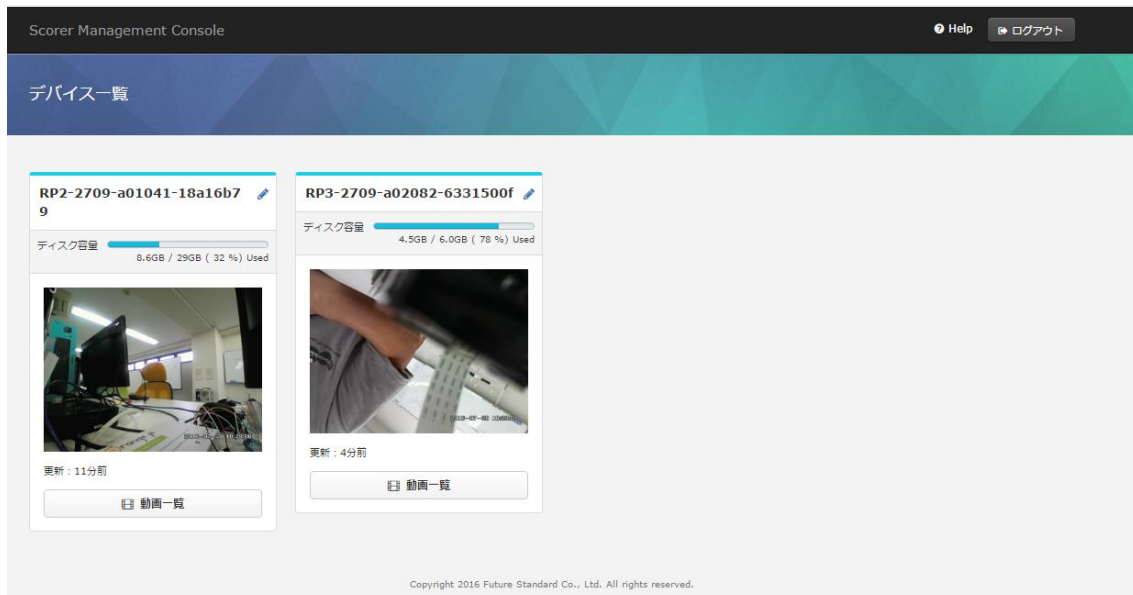 Scorer Management Console
Help
ログアウト
デバイス一覧
RP2-2709-a01041-18a16b7
9
ディスク容量
8.6GB / 29GB ( 32 %) Used
更新 : 11分前
動画一覧
RP3-2709-a02082-6331500f
ディスク容量
4.5GB / 6.0GB ( 78 %) Used
更新 : 4分前
動画一覧
Copyright 2016 Future Standard Co., Ltd. All rights reserved.